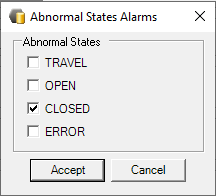 Abnormal States Alarms
Abnormal States
TRAVEL
OPEN
CLOSED
ERROR
Accept
Cancel